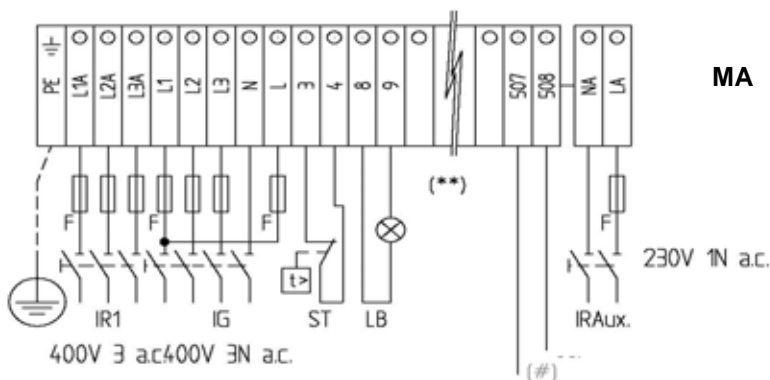 PE L1A L2A L3A L1 L2 L3 N L 3 4 8 9 507 508 NA LA
MA
(**)
F F F F
t>
230V 1N a.c.
IR1 IG ST LB IRAux.
400V 3 a.c400V 3N a.c.
(#)